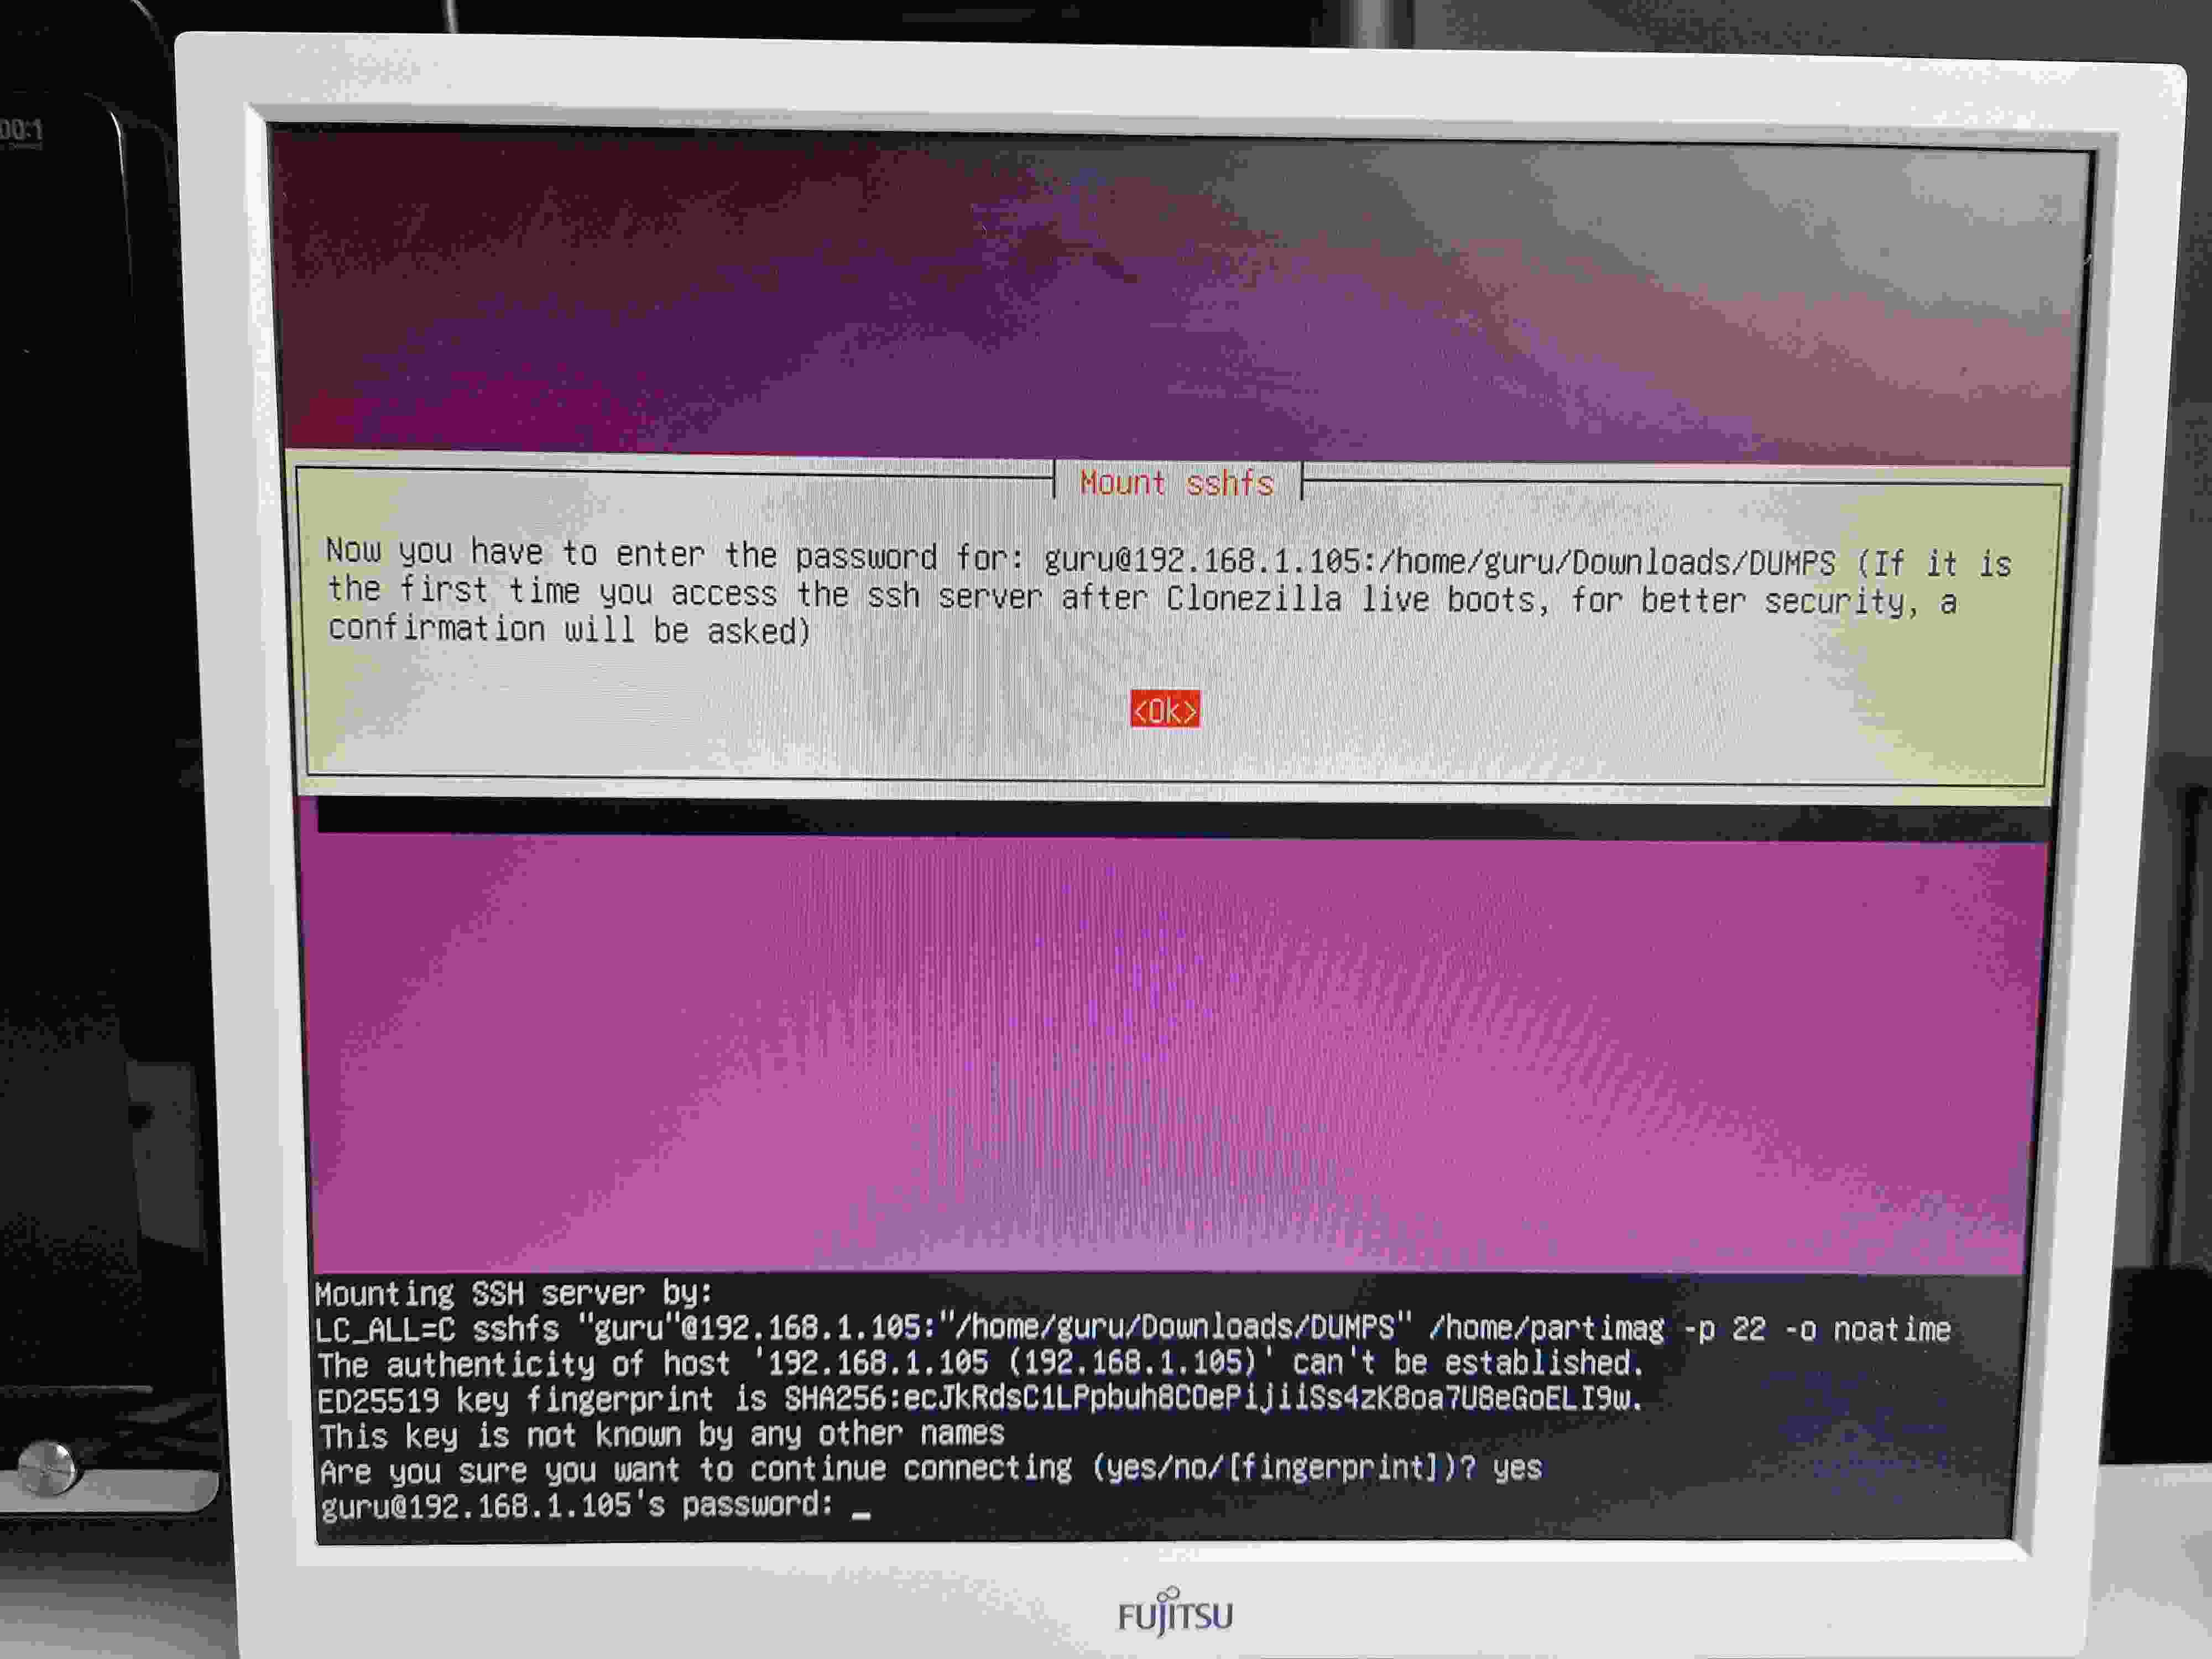 00:1
Mount sshfs
Now you have to enter the password for: guru@192.168.1.105:/home/guru/Downloads/DUMPS (If it is
the first time you access the ssh server after Clonezilla live boots, for better security, a
confirmation will be asked)
<Ok>
Mounting SSH server by:
LC_ALL=C sshfs "guru"@192.168.1.105:"/home/guru/Downloads/DUMPS" /home/partimag -p 22 -o noatime
The authenticity of host '192.168.1.105 (192.168.1.105)' can't be established.
ED25519 key fingerprint is SHA256:ecJkRdsC1LPpbuh8COePijiiSs4zK8oa7U8eGoELI9w.
This key is not known by any other names
Are you sure you want to continue connecting (yes/no/[fingerprint])? yes
guru@192.168.1.105's password: _
FUJITSU